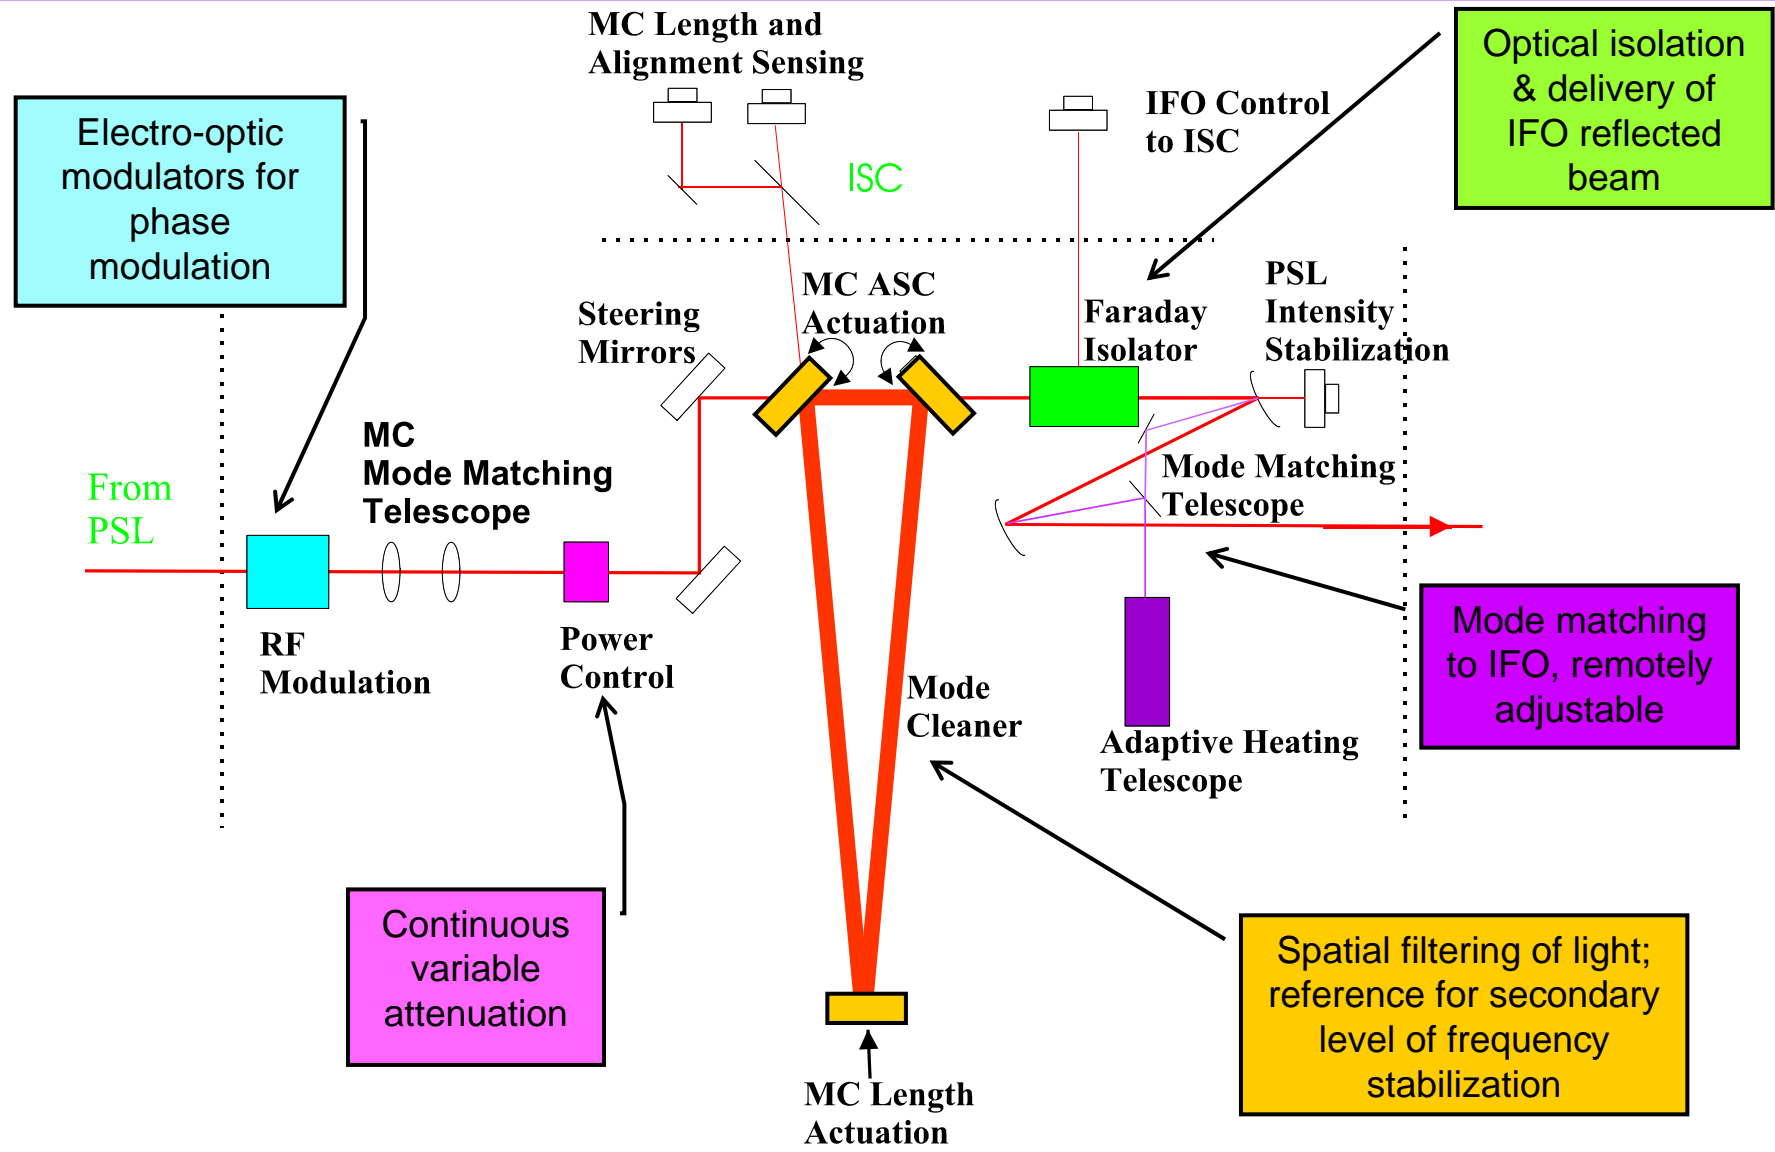 MC Length and
Alignment Sensing
Optical isolation
& delivery of
IFO reflected
beam
IFO Control
to ISC
Electro-optic
modulators for
phase
modulation
ISC
MC ASC
Actuation
Steering
Mirrors
Faraday
Isolator
PSL
Intensity
Stabilization
MC
Mode Matching
Telescope
From
PSL
Mode Matching
Telescope
RF
Modulation
Power
Control
Mode matching
to IFO, remotely
adjustable
Mode
Cleaner
Adaptive Heating
Telescope
Continuous
variable
attenuation
Spatial filtering of light;
reference for secondary
level of frequency
stabilization
MC Length
Actuation